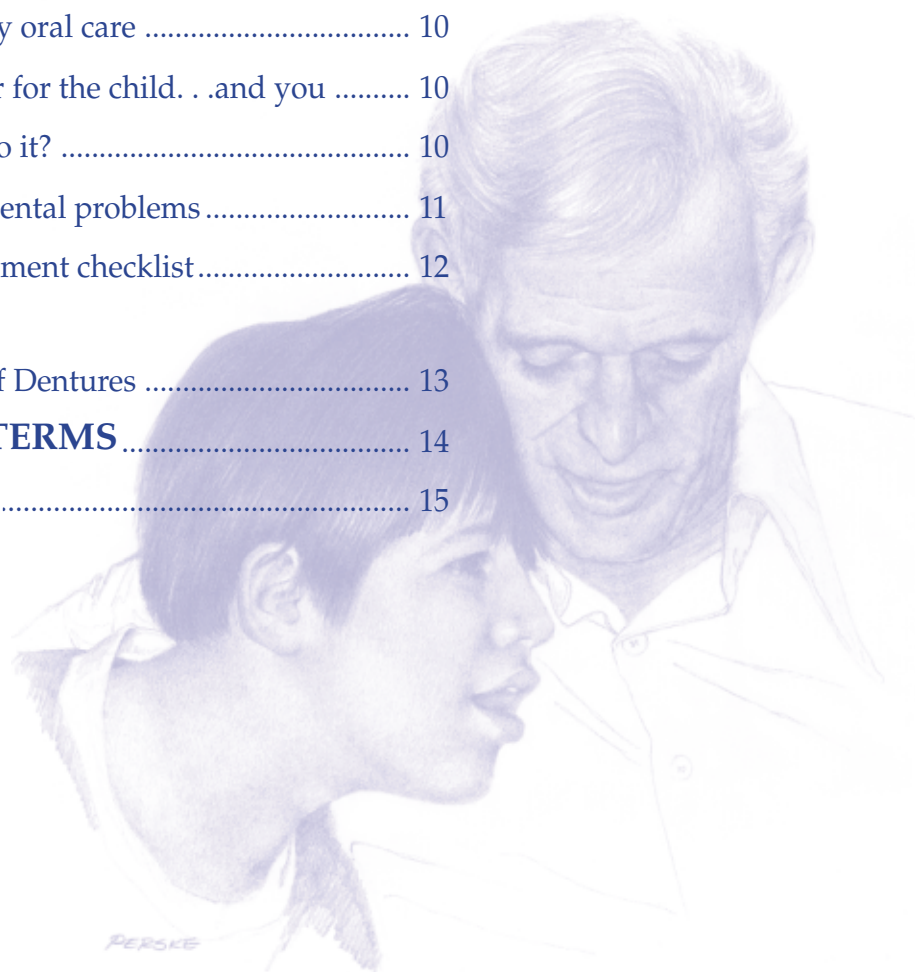 y oral care .................................. 10
r for the child. . .and you .......... 10
o it? ............................................. 10
ental problems .......................... 11
ment checklist ........................... 12
f Dentures .................................. 13
TERMS ..................................... 14
..................................................... 15
PERSKE